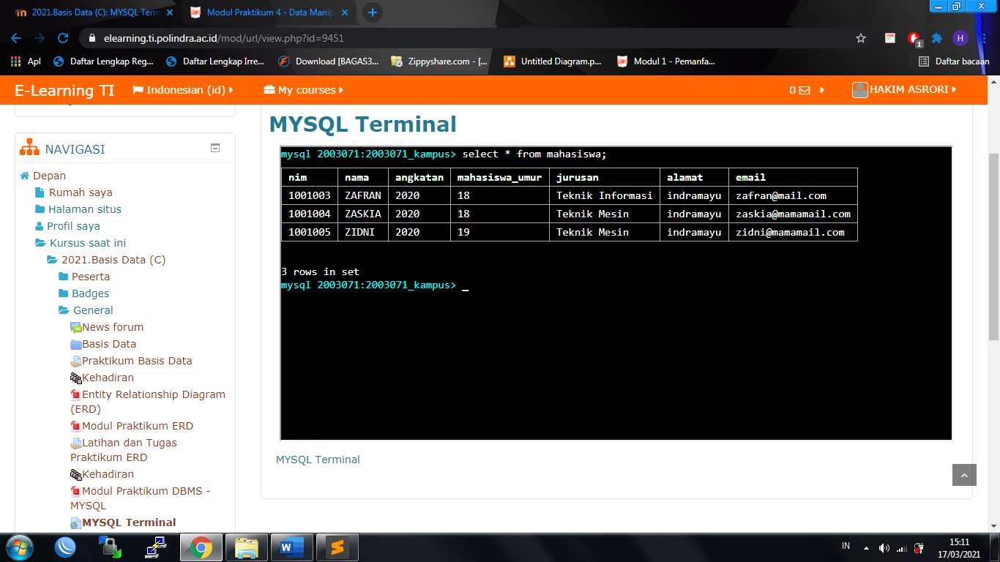 2021.Basis Data (C): MYSQL Term
Modul Praktikum 4 - Data Manip
elearning.ti.polindra.ac.id/mod/url/view.php?id=9451
1
H
Apl
Daftar Lengkap Reg...
Daftar Lengkap Irre...
Download [BAGAS3...
Zippyshare.com - [...
Untitled Diagram.p...
Modul 1 - Pemanfa...
Daftar bacaan
E-Learning TI
Indonesian (id)
My courses
0
HAKIM ASRORI
NAVIGASI
Depan
Rumah saya
Halaman situs
Profil saya
Kursus saat ini
2021.Basis Data (C)
Peserta
Badges
General
News forum
Basis Data
Praktikum Basis Data
Kehadiran
Entity Relationship Diagram
(ERD)
Modul Praktikum ERD
Latihan dan Tugas
Praktikum ERD
Kehadiran
Modul Praktikum DBMS -
MYSQL
MYSQL Terminal
MYSQL Terminal
mysql 2003071:2003071_kampus> select * from mahasiswa;
nim nama angkatan mahasiswa_umur jurusan alamat email
1001003 ZAFRAN 2020 18 Teknik Informasi indramayu zafran@mail.com
1001004 ZASKIA 2020 18 Teknik Mesin indramayu zaskia@mamamail.com
1001005 ZIDNI 2020 19 Teknik Mesin indramayu zidni@mamamail.com
3 rows in set
mysql 2003071:2003071_kampus> _
MYSQL Terminal
IN
15:11
17/03/2021